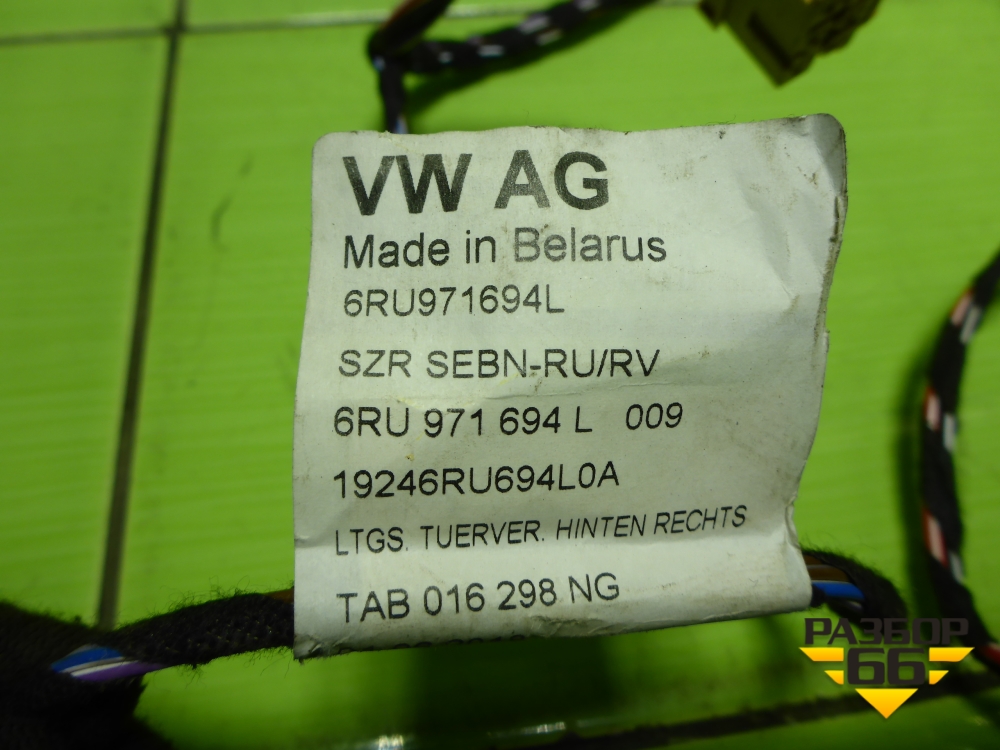 VW AG
Made in Belarus
6RU971694L
SZR SEBN-RU/RV
6RU 971 694 L 009
19246RU694L0A
LTGS. TUERVER. HINTEN RECHTS
TAB 016 298 NG
РАЗБОР
66